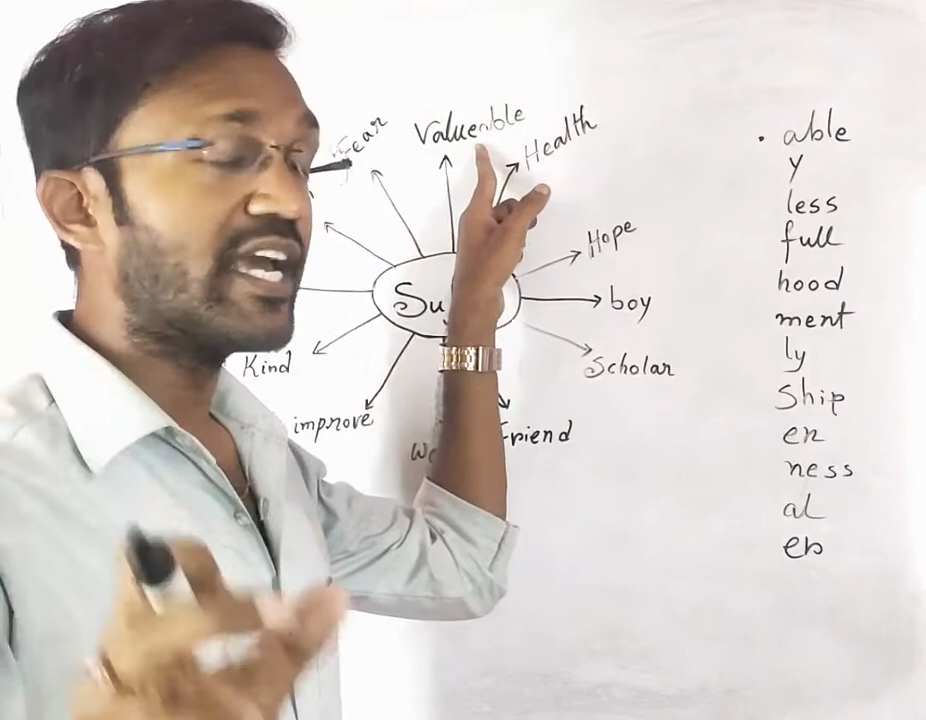 Fear
Valueable
Health
Hope
boy
Scholar
Friend
improve
Kind
Su
. able
y
less
full
hood
ment
ly
Ship
en
ness
al